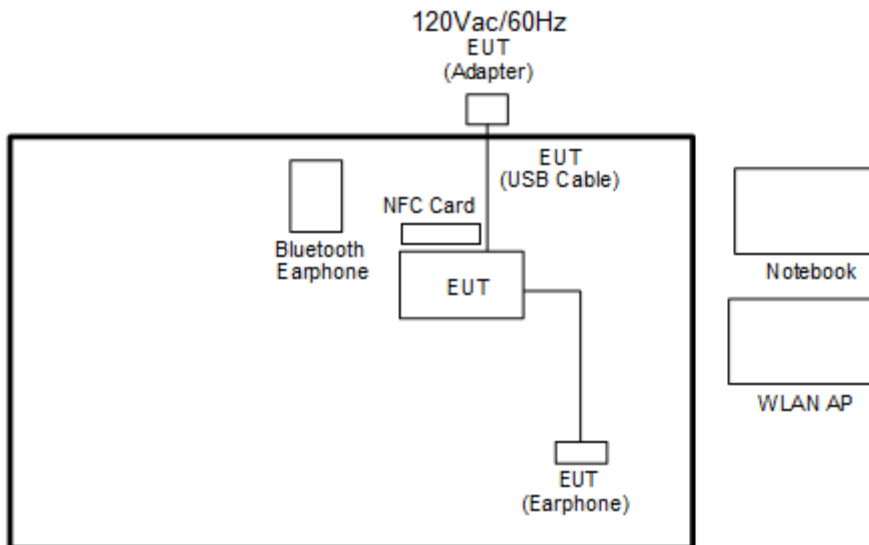 120Vac/60Hz
EUT
(Adapter)
EUT
(USB Cable)
NFC Card
Bluetooth
Earphone
EUT
Notebook
WLAN AP
EUT
(Earphone)